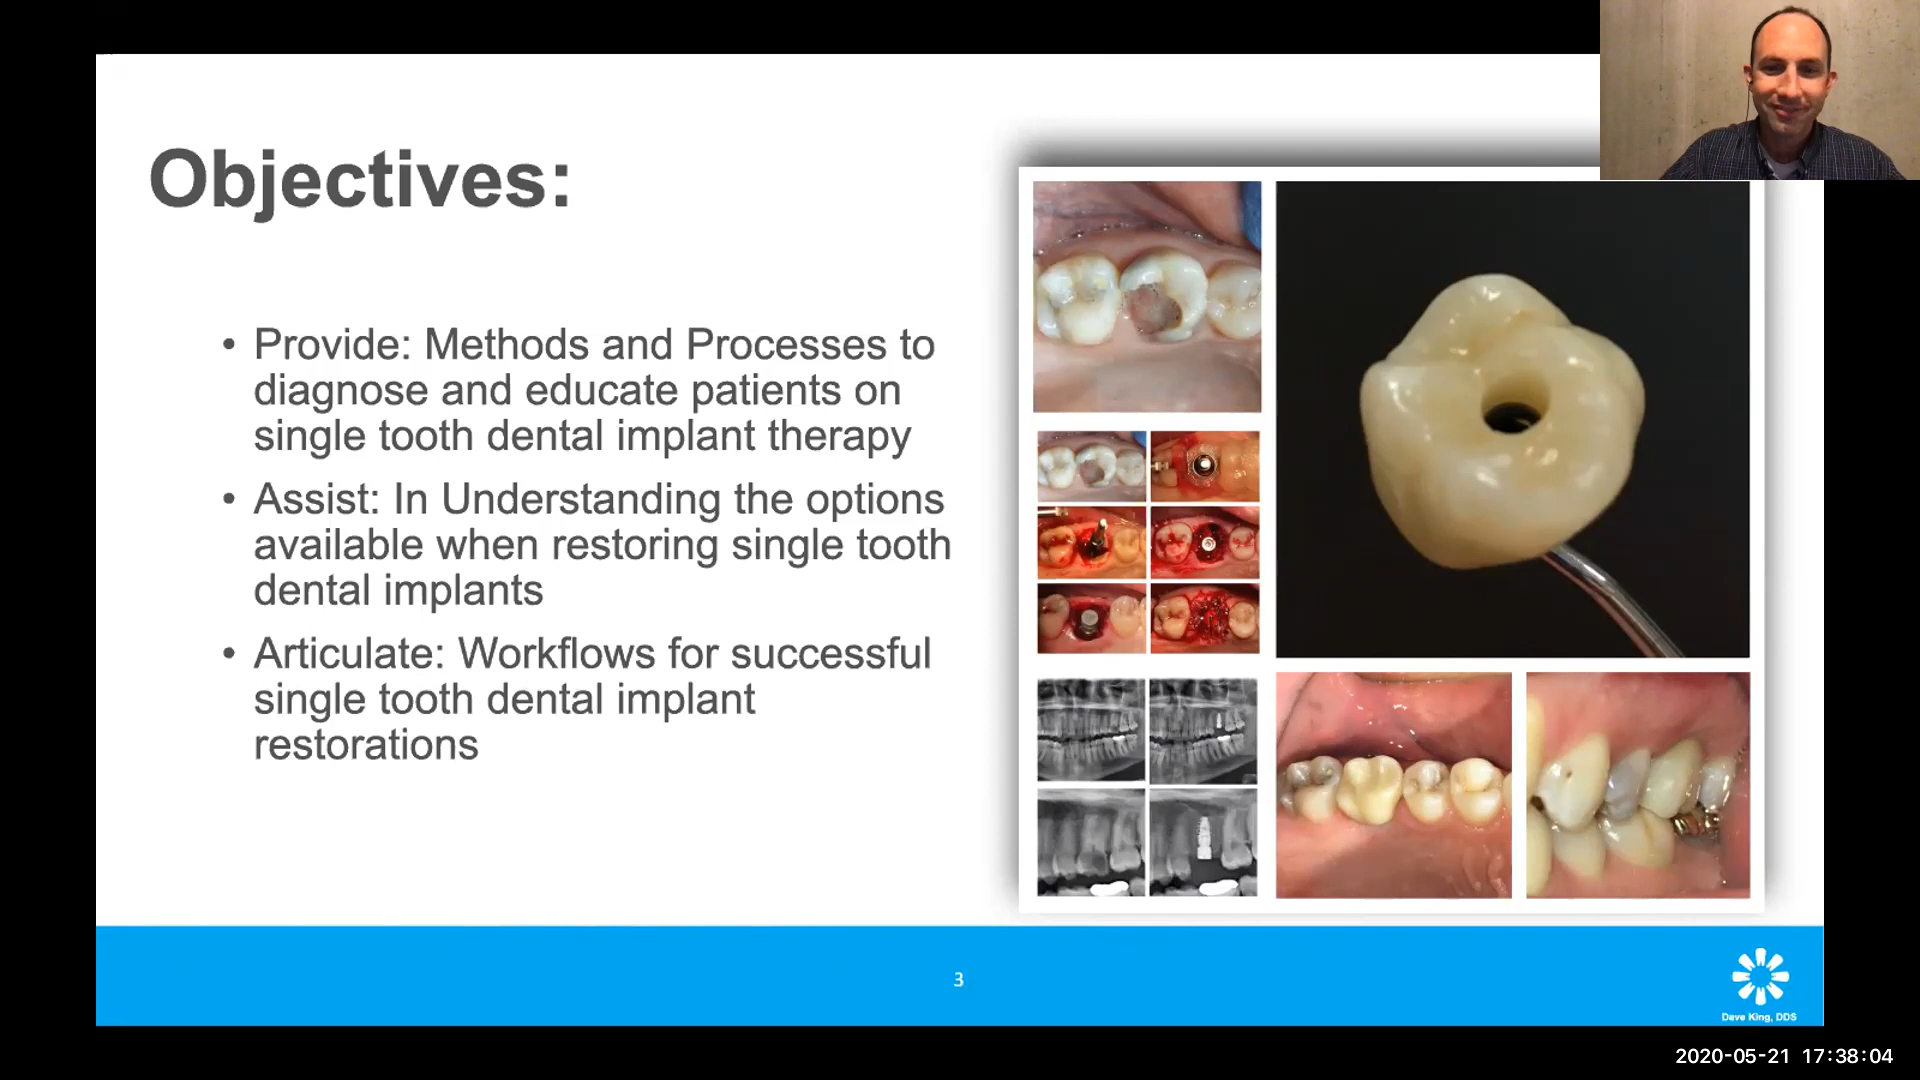 Objectives:
• Provide: Methods and Processes to
diagnose and educate patients on
single tooth dental implant therapy
• Assist: In Understanding the options
available when restoring single tooth
dental implants
• Articulate: Workflows for successful
single tooth dental implant
restorations
3
Dave King, DDS
2020-05-21 17:38:04